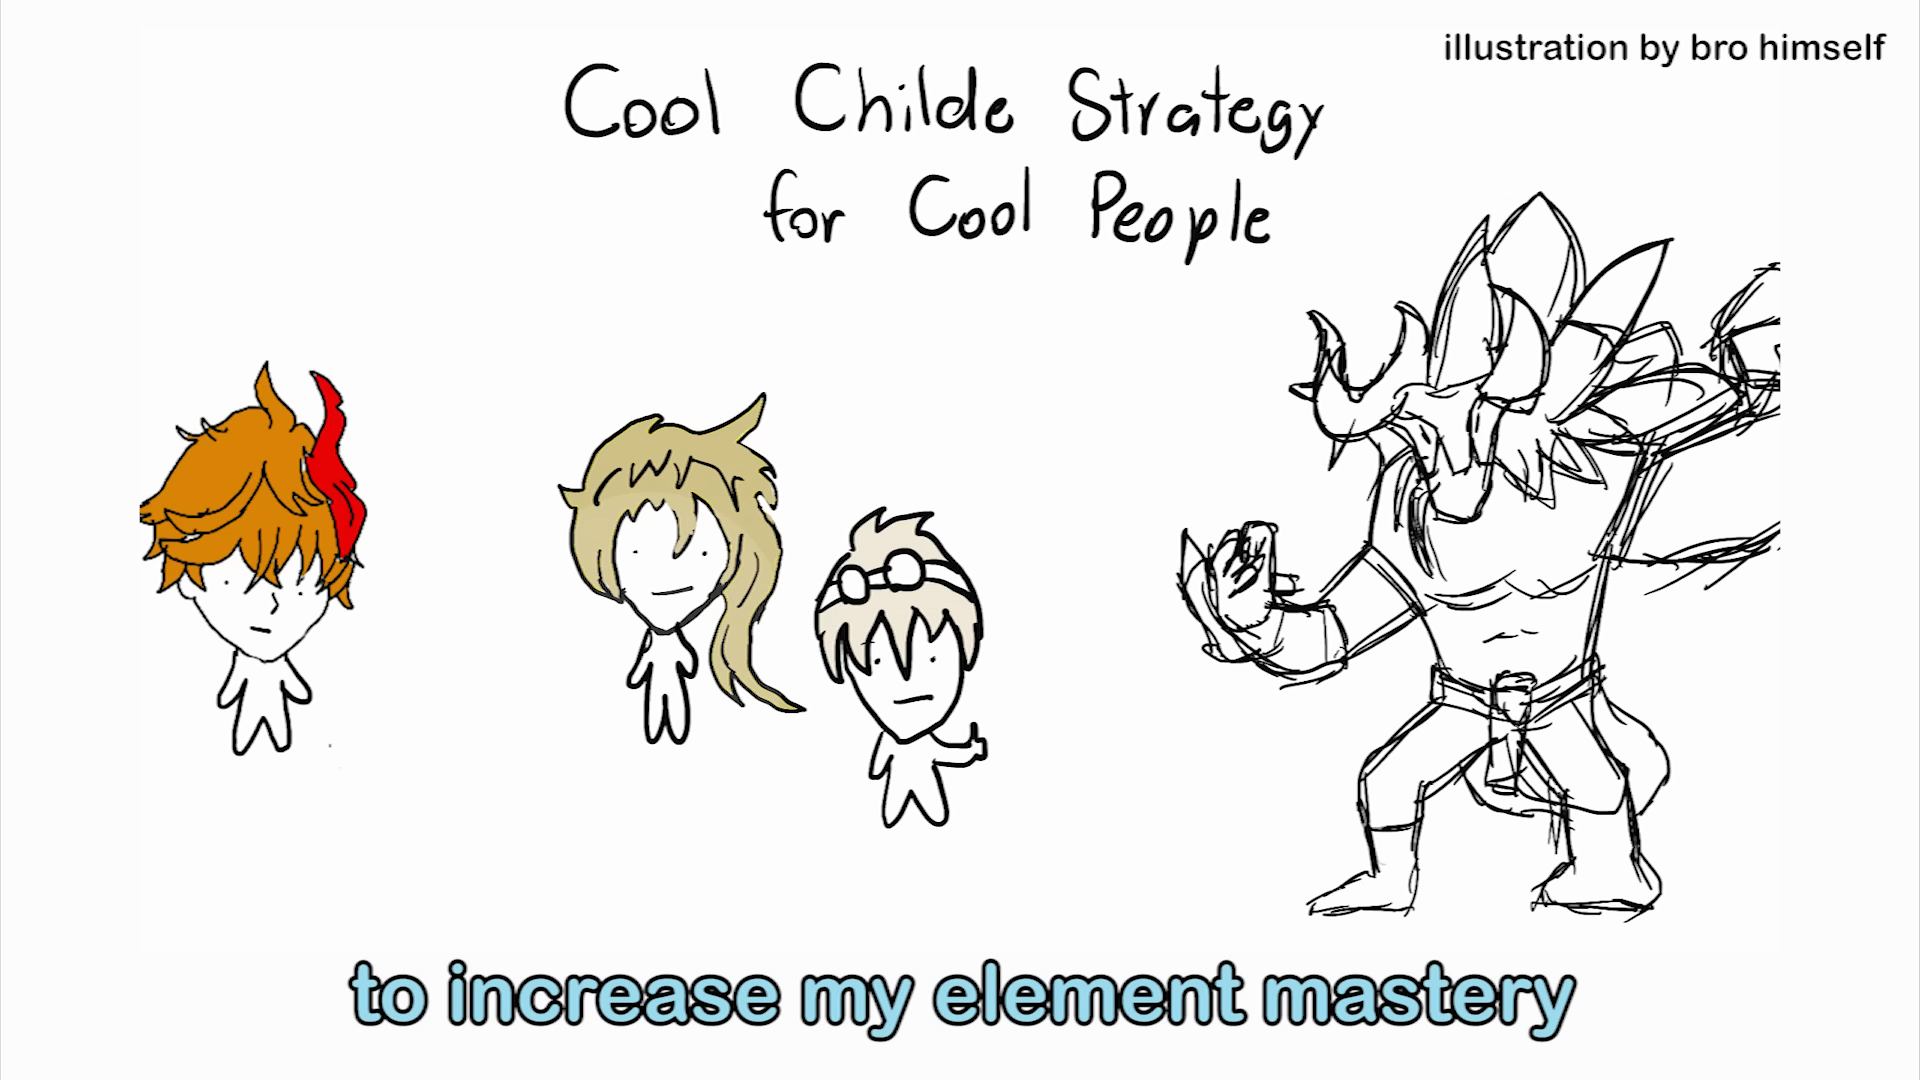 illustration by bro himself
Cool Childe Strategy
for Cool People
to increase my element mastery